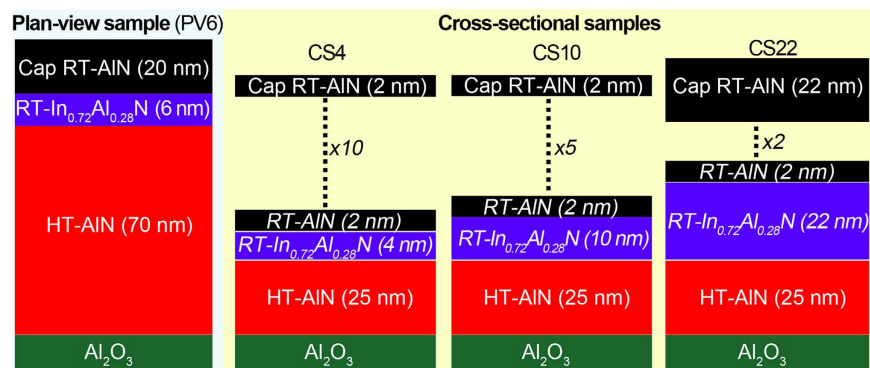 Plan-view sample (PV6)
Cap RT-AlN (20 nm)
RT-In0.72Al0.28N (6 nm)
HT-AlN (70 nm)
Al2O3
Cross-sectional samples
CS4
Cap RT-AlN (2 nm)
x10
RT-AlN (2 nm)
RT-In0.72Al0.28N (4 nm)
HT-AlN (25 nm)
Al2O3
CS10
Cap RT-AlN (2 nm)
x5
RT-AlN (2 nm)
RT-In0.72Al0.28N (10 nm)
HT-AlN (25 nm)
Al2O3
CS22
Cap RT-AlN (22 nm)
x2
RT-AlN (2 nm)
RT-In0.72Al0.28N (22 nm)
HT-AlN (25 nm)
Al2O3